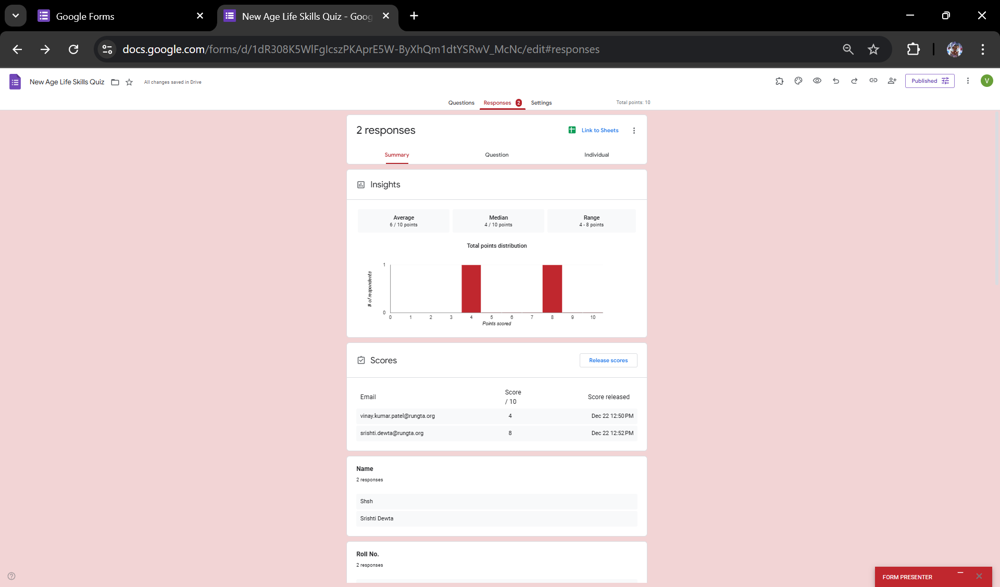 Google Forms
New Age Life Skills Quiz - Goog
docs.google.com/forms/d/1dR308K5WlFgIcszPKAprE5W-ByXhQm1dtYSRwV_McNc/edit#responses
New Age Life Skills Quiz
All changes saved in Drive
Published
V
Questions
Responses 2
Settings
Total points: 10
2 responses
Link to Sheets
Summary
Question
Individual
Insights
Average
6 / 10 points
Median
4 / 10 points
Range
4 - 8 points
Total points distribution
# of respondents
1
0
0 1 2 3 4 5 6 7 8 9 10
Points scored
Scores
Release scores
Email
Score
/ 10
Score released
vinay.kumar.patel@rungta.org 4 Dec 22 12:50 PM
srishti.dewta@rungta.org 8 Dec 22 12:52 PM
Name
2 responses
Shsh
Srishti Dewta
Roll No.
2 responses
FORM PRESENTER